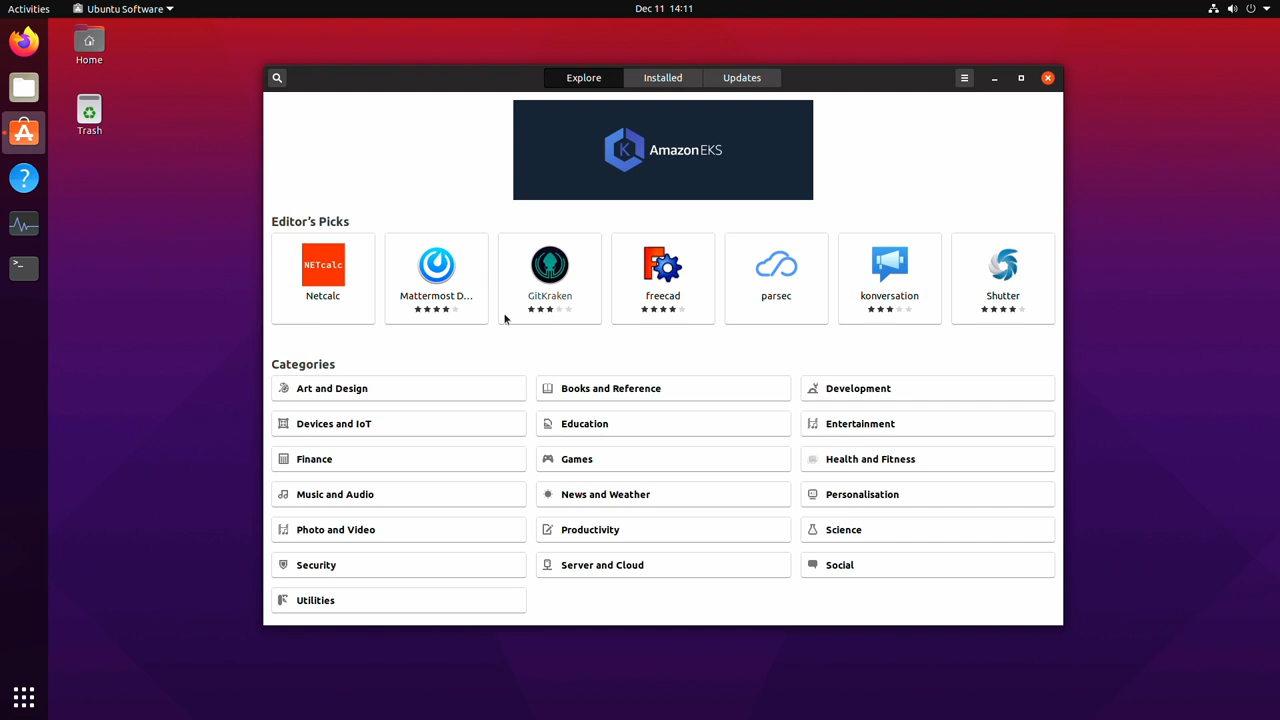 Activities
Ubuntu Software
Dec 11 14:11
Home
Trash
Explore
Installed
Updates
K Amazon EKS
Editor's Picks
NETcalc
Netcalc
Mattermost D...
GitKraken
freecad
parsec
konversation
Shutter
Categories
Art and Design
Books and Reference
Development
Devices and IoT
Education
Entertainment
Finance
Games
Health and Fitness
Music and Audio
News and Weather
Personalisation
Photo and Video
Productivity
Science
Security
Server and Cloud
Social
Utilities